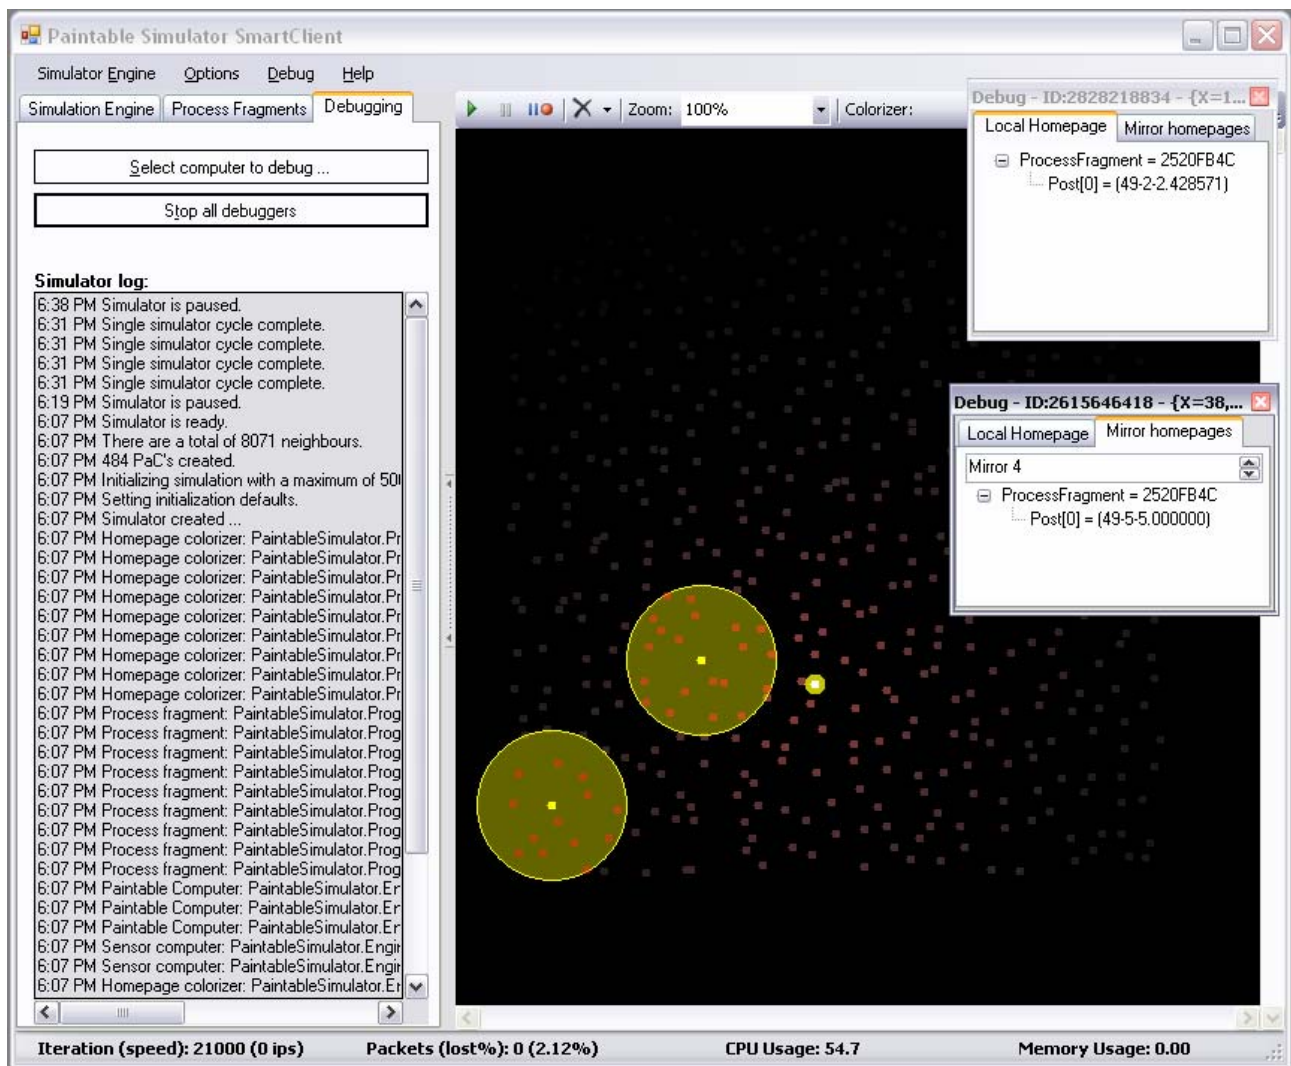 Paintable Simulator SmartClient
Simulator Engine Options Debug Help
Simulation Engine Process Fragments Debugging
Zoom: 100% Colorizer:
Select computer to debug ...
Stop all debuggers
Simulator log:
6:38 PM Simulator is paused.
6:31 PM Single simulator cycle complete.
6:31 PM Single simulator cycle complete.
6:31 PM Single simulator cycle complete.
6:31 PM Single simulator cycle complete.
6:19 PM Simulator is paused.
6:07 PM Simulator is ready.
6:07 PM There are a total of 8071 neighbours.
6:07 PM 484 PaC's created.
6:07 PM Initializing simulation with a maximum of 500
6:07 PM Setting initialization defaults.
6:07 PM Simulator created ...
6:07 PM Homepage colorizer: PaintableSimulator.Pr
6:07 PM Homepage colorizer: PaintableSimulator.Pr
6:07 PM Homepage colorizer: PaintableSimulator.Pr
6:07 PM Homepage colorizer: PaintableSimulator.Pr
6:07 PM Homepage colorizer: PaintableSimulator.Pr
6:07 PM Homepage colorizer: PaintableSimulator.Pr
6:07 PM Homepage colorizer: PaintableSimulator.Pr
6:07 PM Homepage colorizer: PaintableSimulator.Pr
6:07 PM Homepage colorizer: PaintableSimulator.Pr
6:07 PM Process fragment: PaintableSimulator.Prog
6:07 PM Process fragment: PaintableSimulator.Prog
6:07 PM Process fragment: PaintableSimulator.Prog
6:07 PM Process fragment: PaintableSimulator.Prog
6:07 PM Process fragment: PaintableSimulator.Prog
6:07 PM Process fragment: PaintableSimulator.Prog
6:07 PM Process fragment: PaintableSimulator.Prog
6:07 PM Process fragment: PaintableSimulator.Prog
6:07 PM Process fragment: PaintableSimulator.Prog
6:07 PM Paintable Computer: PaintableSimulator.Er
6:07 PM Paintable Computer: PaintableSimulator.Er
6:07 PM Paintable Computer: PaintableSimulator.Er
6:07 PM Sensor computer: PaintableSimulator.Engir
6:07 PM Sensor computer: PaintableSimulator.Engir
6:07 PM Homepage colorizer: PaintableSimulator.Er
Debug - ID:2828218834 - {X=1...
Local Homepage Mirror homepages
ProcessFragment = 2520FB4C
Post[0] = (49-2-2.428571)
Debug - ID:2615646418 - {X=38,...
Local Homepage Mirror homepages
Mirror 4
ProcessFragment = 2520FB4C
Post[0] = (49-5-5.000000)
Iteration (speed): 21000 (0 ips) Packets (lost%): 0 (2.12%) CPU Usage: 54.7 Memory Usage: 0.00